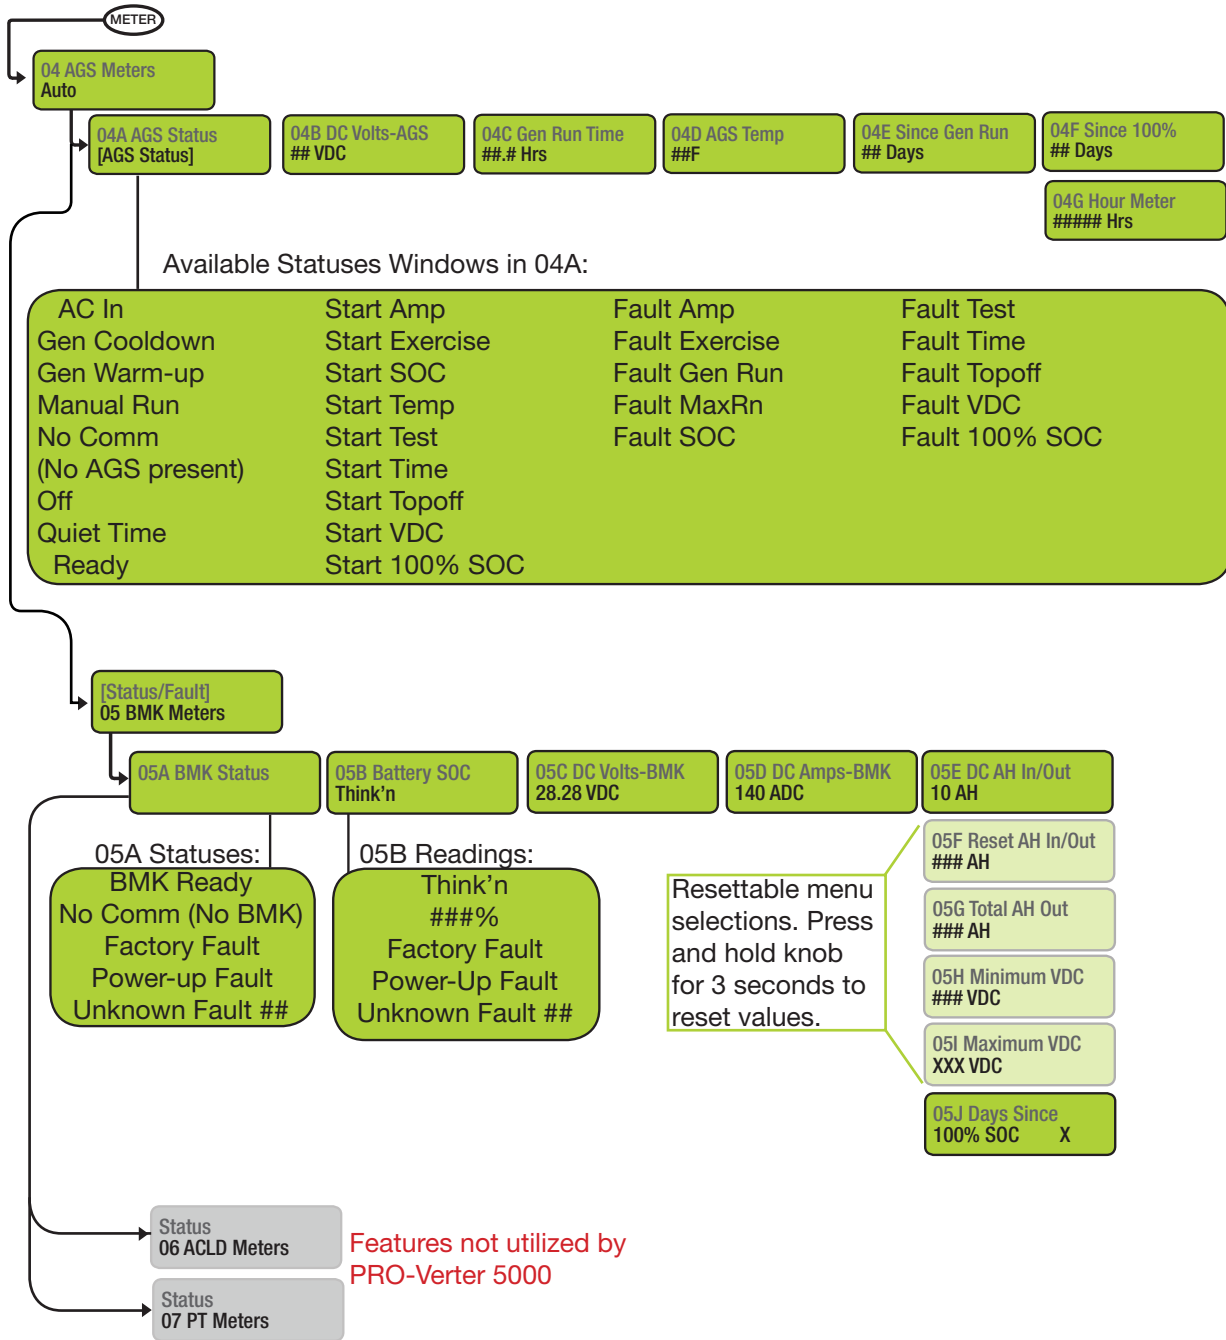 METER
04 AGS Meters
Auto
04A AGS Status
[AGS Status]
04B DC Volts-AGS
## VDC
04C Gen Run Time
##.# Hrs
04D AGS Temp
##F
04E Since Gen Run
## Days
04F Since 100%
## Days
04G Hour Meter
##### Hrs
Available Statuses Windows in 04A:
AC In
Gen Cooldown
Gen Warm-up
Manual Run
No Comm
(No AGS present)
Off
Quiet Time
Ready
Start Amp
Start Exercise
Start SOC
Start Temp
Start Test
Start Time
Start Topoff
Start VDC
Start 100% SOC
Fault Amp
Fault Exercise
Fault Gen Run
Fault MaxRn
Fault SOC
Fault Test
Fault Time
Fault Topoff
Fault VDC
Fault 100% SOC
[Status/Fault]
05 BMK Meters
05A BMK Status
05B Battery SOC
Think'n
05C DC Volts-BMK
28.28 VDC
05D DC Amps-BMK
140 ADC
05E DC AH In/Out
10 AH
05A Statuses:
BMK Ready
No Comm (No BMK)
Factory Fault
Power-up Fault
Unknown Fault ##
05B Readings:
Think'n
###%
Factory Fault
Power-Up Fault
Unknown Fault ##
Resettable menu
selections. Press
and hold knob
for 3 seconds to
reset values.
05F Reset AH In/Out
### AH
05G Total AH Out
### AH
05H Minimum VDC
### VDC
05I Maximum VDC
XXX VDC
05J Days Since
100% SOC X
Status
06 ACLD Meters
Features not utilized by
PRO-Verter 5000
Status
07 PT Meters